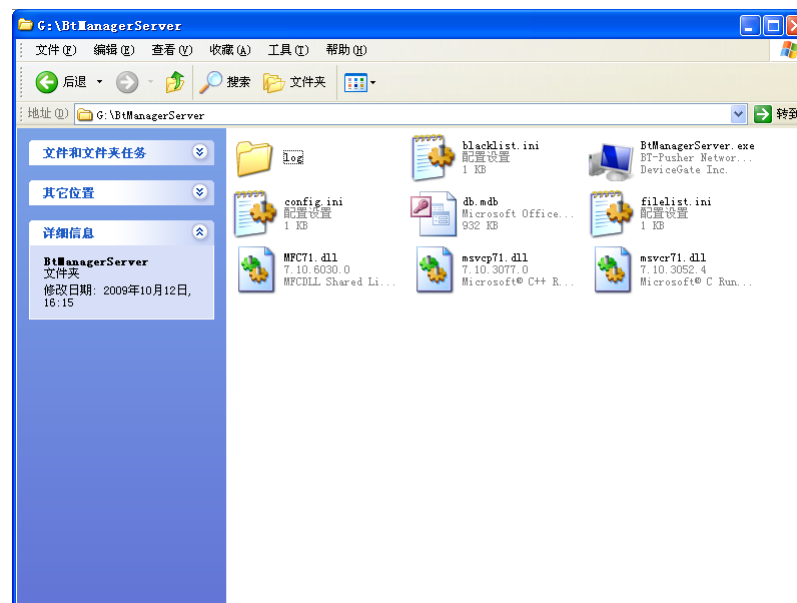 G:\BtManagerServer
文件(F) 编辑(E) 查看(V) 收藏(A) 工具(T) 帮助(H)
后退 搜索 文件夹
地址(D) G:\BtManagerServer 转到
文件和文件夹任务
其它位置
详细信息
BtManagerServer
文件夹
修改日期: 2009年10月12日,
16:15
log
blacklist.ini
配置设置
1 KB
BtManagerServer.exe
BT-Pusher Networ...
DeviceGate Inc.
config.ini
配置设置
1 KB
db.mdb
Microsoft Office...
932 KB
filelist.ini
配置设置
1 KB
MFC71.dll
7.10.6030.0
MFCDLL Shared Li...
msvcp71.dll
7.10.3077.0
Microsoft® C++ R...
msvcr71.dll
7.10.3052.4
Microsoft® C Run...